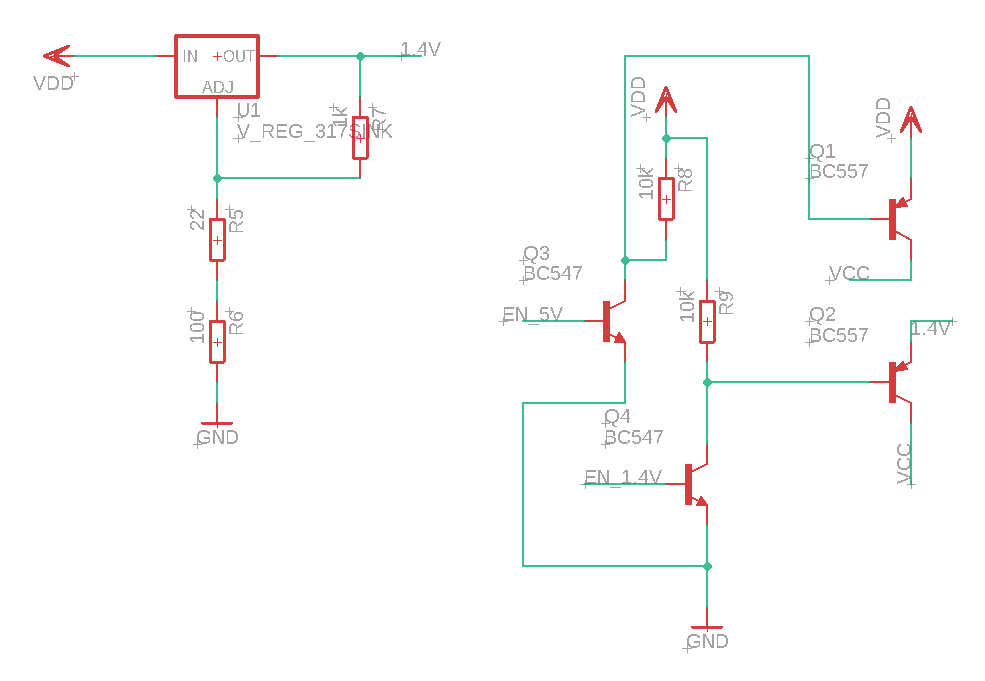 IN
OUT
ADJ
VDD
1.4V
U1
V_REG_317SINK
1k
R7
22
R5
100
R6
GND
VDD
10k
R8
Q3
BC547
EN_5V
10k
R9
Q4
BC547
EN_1.4V
GND
Q1
BC557
VDD
VCC
Q2
BC557
1.4V
VCC